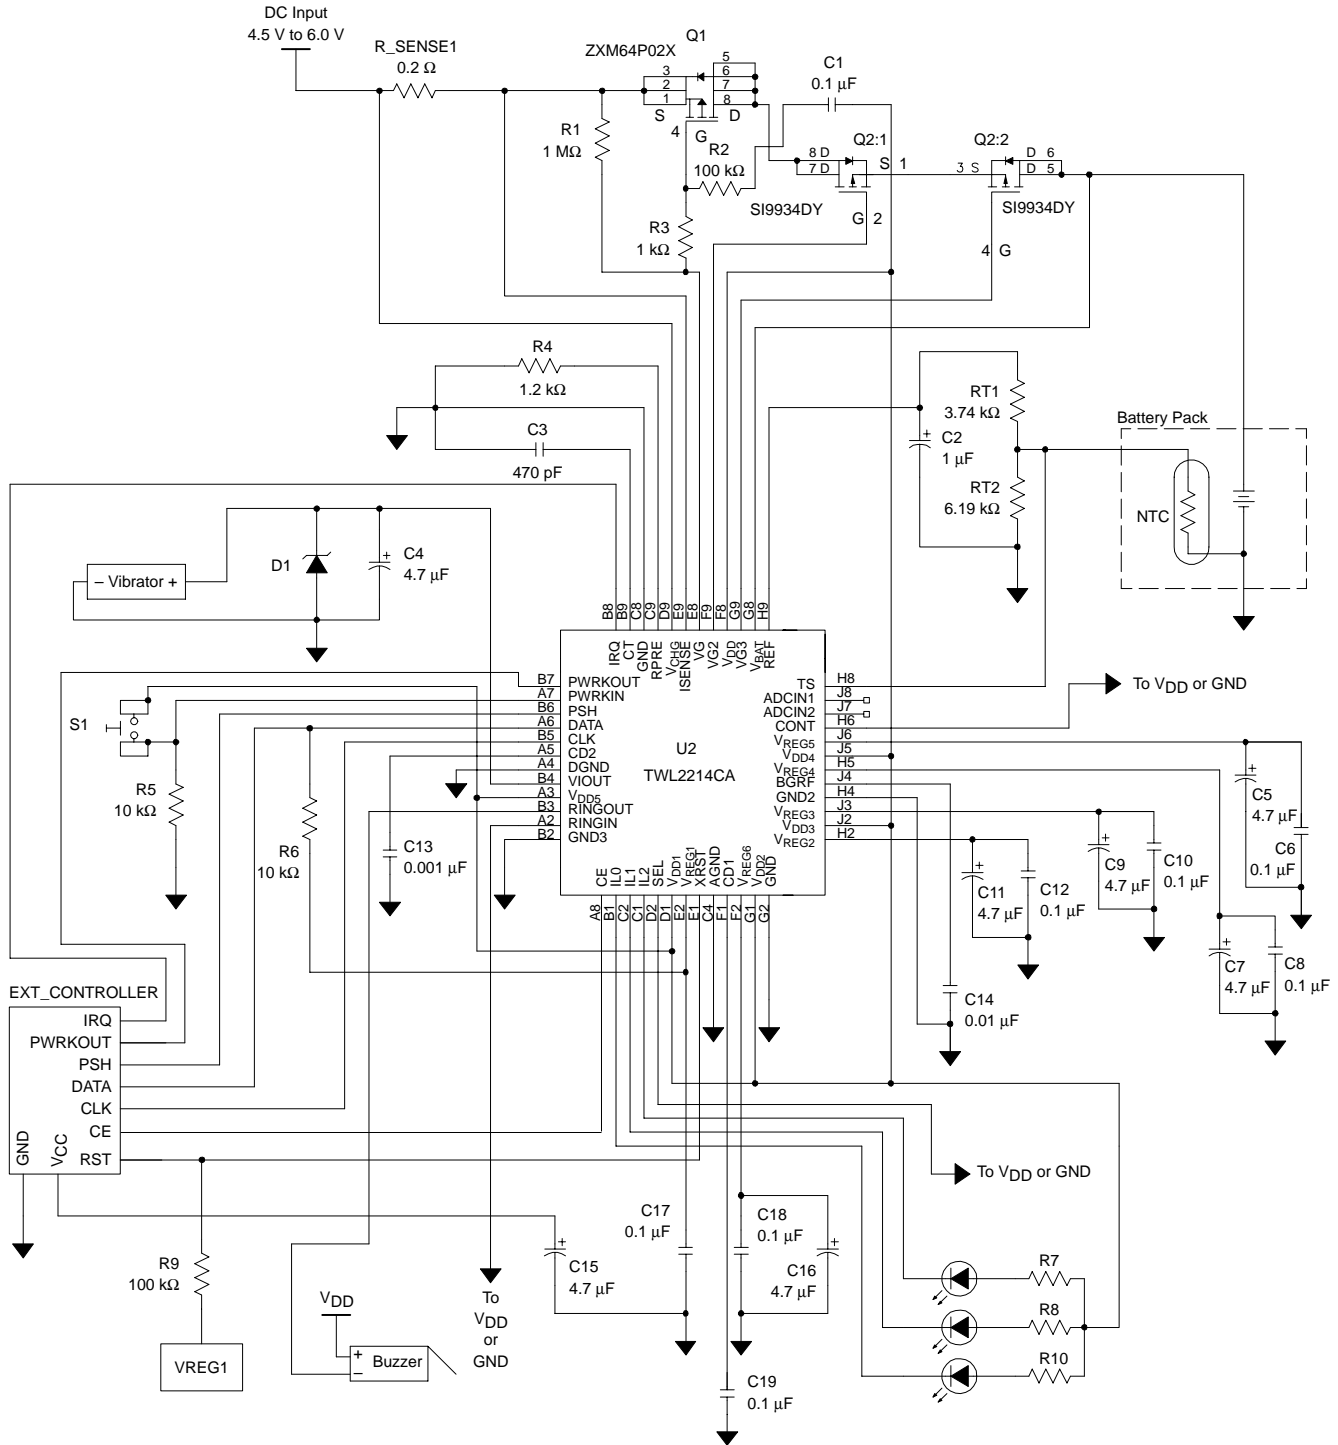 DC Input
4.5 V to 6.0 V
R_SENSE1
0.2 Ω
Q1
ZXM64P02X
3
2
1
5
6
7
8
S
D
4
G
C1
0.1 µF
R1
1 MΩ
R2
100 kΩ
R3
1 kΩ
Q2:1
8 D
7 D
S 1
SI9934DY
G 2
Q2:2
3 S
D 6
D 5
SI9934DY
4 G
R4
1.2 kΩ
C3
470 pF
RT1
3.74 kΩ
C2
1 µF
+
RT2
6.19 kΩ
Battery Pack
NTC
– Vibrator +
D1
C4
4.7 µF
+
B8
B9
C8
C9
D9
E9
E8
F9
F8
G9
G8
H9
IRQ
CT
GND
RPRE
VCHG
ISENSE
VG
VG2
VDD
VG3
VBAT
REF
B7 PWRKOUT
A7 PWRKIN
B6 PSH
A6 DATA
B5 CLK
A5 CD2
A4 DGND
B4 VIOUT
A3 VDD5
B3 RINGOUT
A2 RINGIN
B2 GND3
U2
TWL2214CA
TS H8
ADCIN1 J8
ADCIN2 J7
CONT H6
VREG5 J6
VDD4 J5
VREG4 H5
BGRF J4
GND2 H4
VREG3 J3
VDD3 J2
VREG2 H2
CE
IL0
IL1
IL2
SEL
VDD1
VREG1
XRST
AGND
CD1
VREG6
VDD2
GND
A8
B1
C2
C1
D2
D1
E2
E1
C4
F1
F2
G1
G2
To VDD or GND
S1
R5
10 kΩ
R6
10 kΩ
C13
0.001 µF
+
C5
4.7 µF
C6
0.1 µF
+
C9
4.7 µF
C10
0.1 µF
+
C11
4.7 µF
C12
0.1 µF
+
C7
4.7 µF
C8
0.1 µF
C14
0.01 µF
EXT_CONTROLLER
IRQ
PWRKOUT
PSH
DATA
CLK
CE
RST
GND
VCC
To VDD or GND
R9
100 kΩ
VREG1
VDD
+
–
Buzzer
To
VDD
or
GND
+
C15
4.7 µF
C17
0.1 µF
C18
0.1 µF
+
C16
4.7 µF
C19
0.1 µF
R7
R8
R10